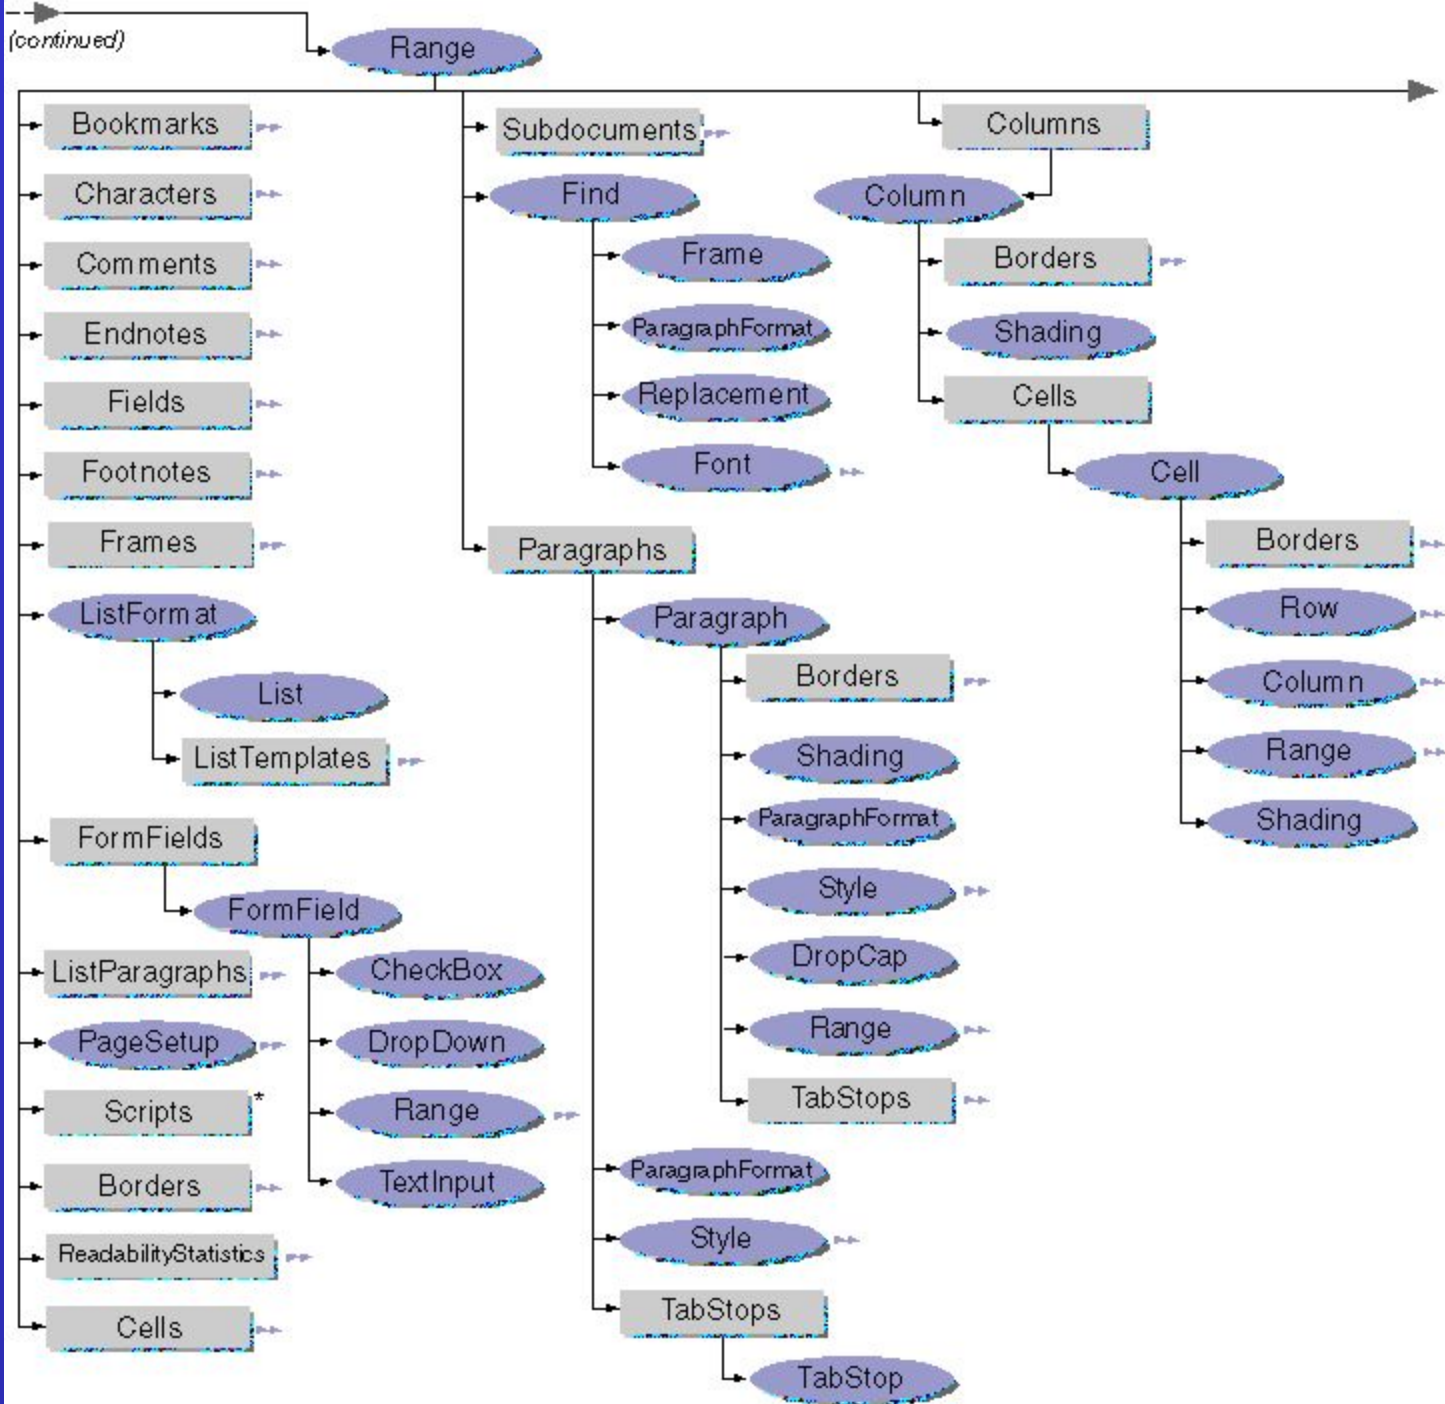 (continued)
Range
Bookmarks
Characters
Comments
Endnotes
Fields
Footnotes
Frames
ListFormat
List
ListTemplates
FormFields
FormField
CheckBox
DropDown
Range
TextInput
ListParagraphs
PageSetup
Scripts *
Borders
ReadabilityStatistics
Cells
Subdocuments
Find
Frame
ParagraphFormat
Replacement
Font
Paragraphs
Paragraph
Borders
Shading
ParagraphFormat
Style
DropCap
Range
TabStops
ParagraphFormat
Style
TabStops
TabStop
Columns
Column
Borders
Shading
Cells
Cell
Borders
Row
Column
Range
Shading